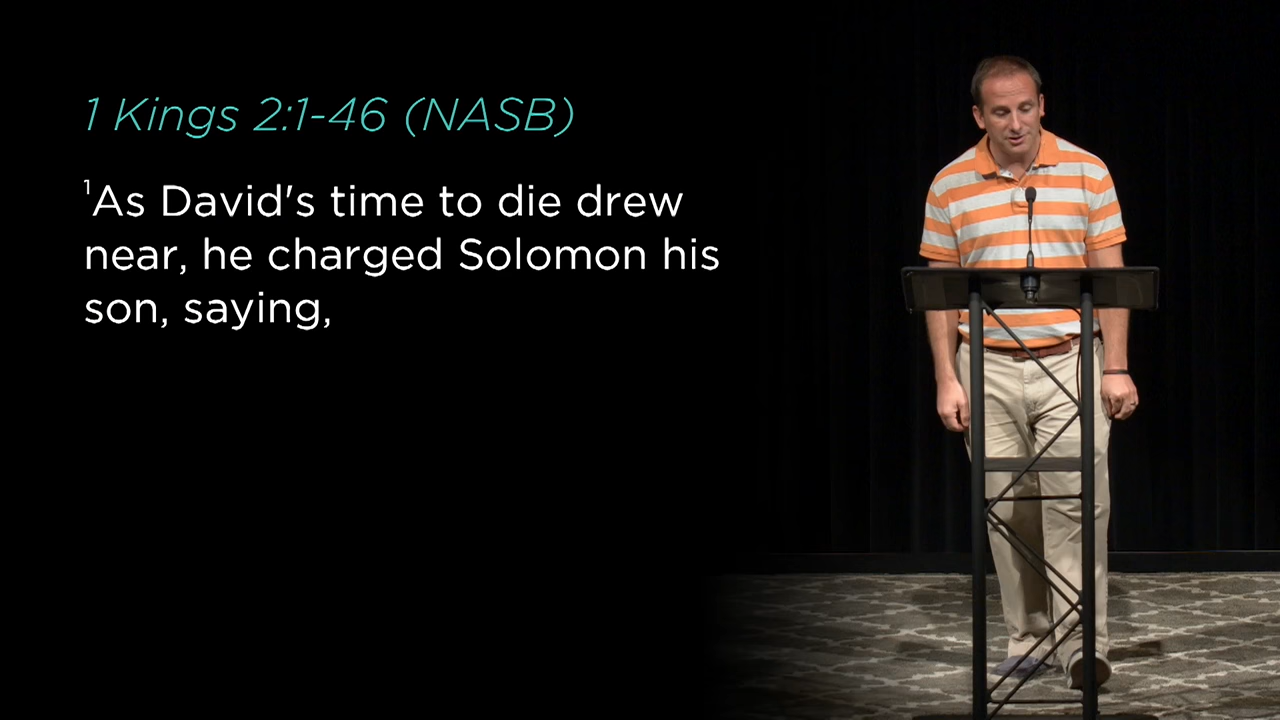 1 Kings 2:1-46 (NASB)
¹As David's time to die drew
near, he charged Solomon his
son, saying,